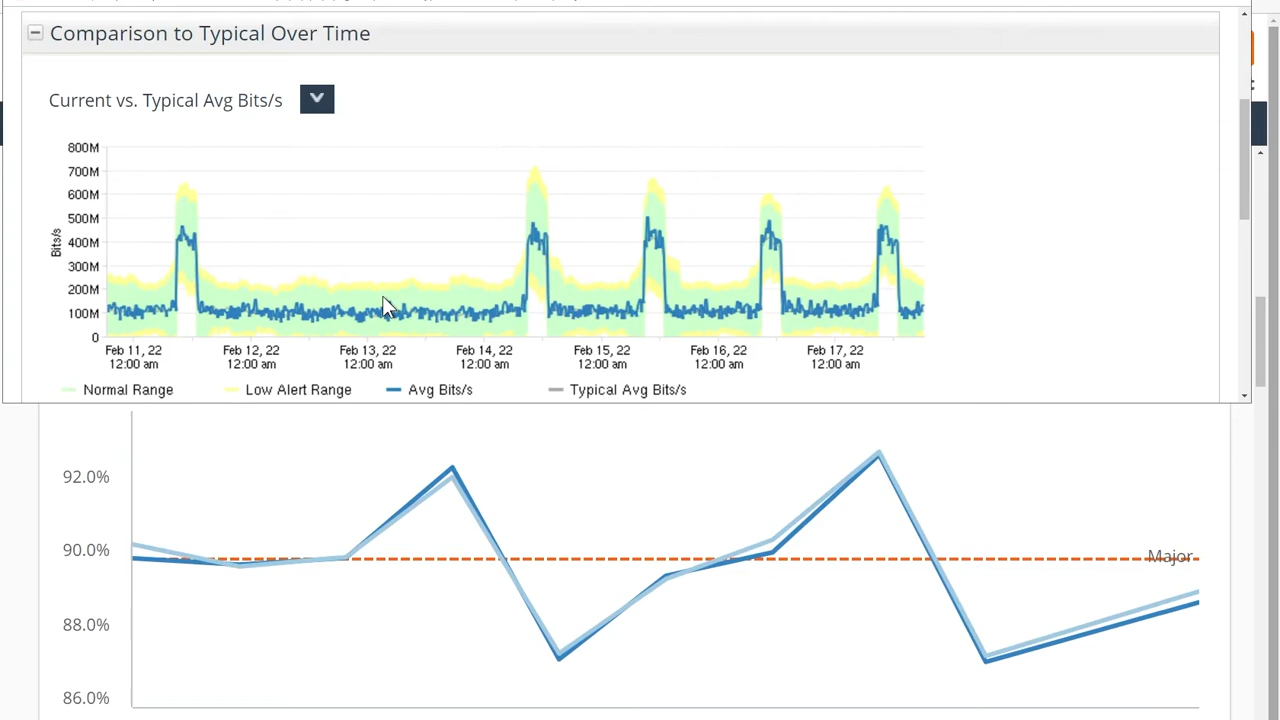 Comparison to Typical Over Time
Current vs. Typical Avg Bits/s
800M
700M
600M
500M
400M
300M
200M
100M
0
Bits/s
Feb 11, 22 Feb 12, 22 Feb 13, 22 Feb 14, 22 Feb 15, 22 Feb 16, 22 Feb 17, 22
12:00 am 12:00 am 12:00 am 12:00 am 12:00 am 12:00 am 12:00 am
Normal Range Low Alert Range Avg Bits/s Typical Avg Bits/s
92.0%
90.0%
Major
88.0%
86.0%